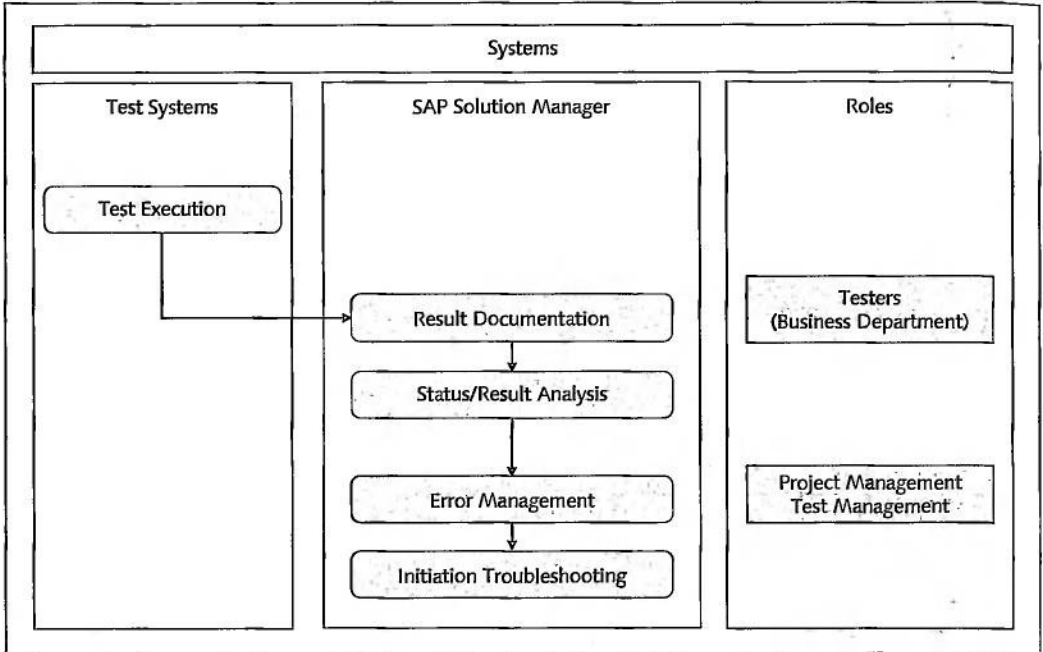 Systems
Test Systems
SAP Solution Manager
Roles
Test Execution
Result Documentation
Testers
(Business Department)
Status/Result Analysis
Error Management
Project Management
Test Management
Initiation Troubleshooting